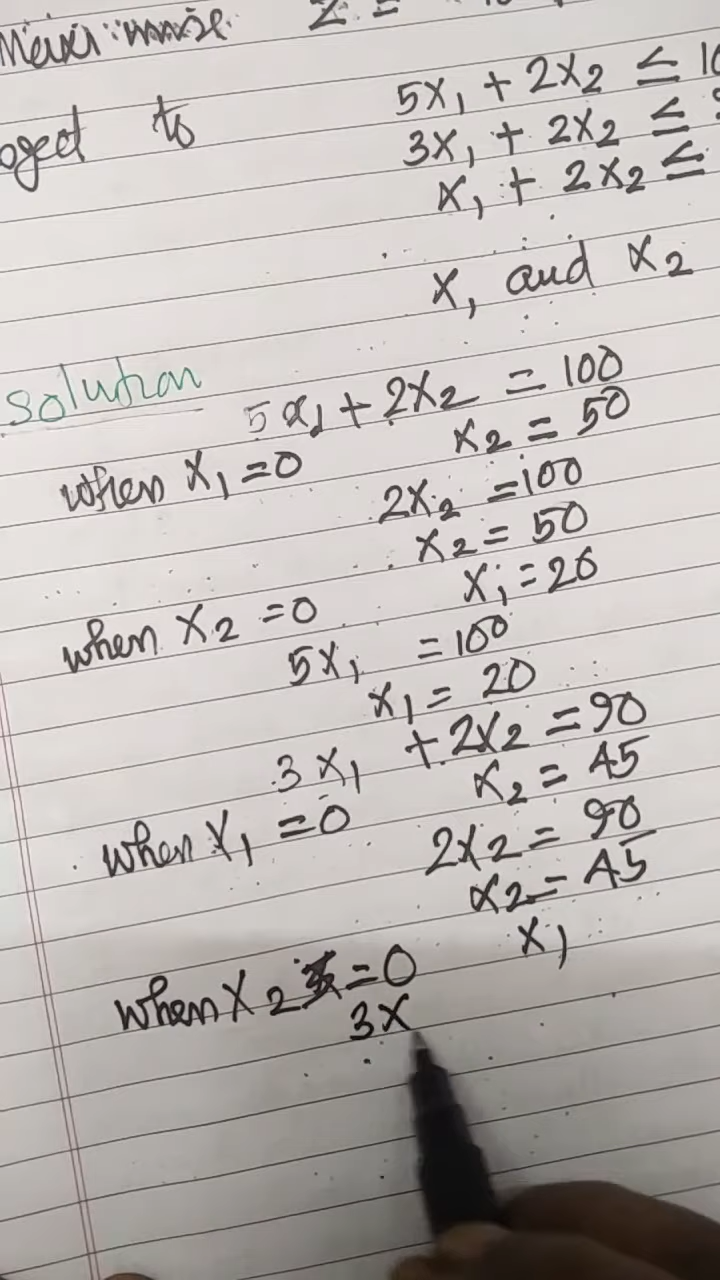 Z =
to
5x₁ + 2x₂ ≤ 10
3x₁ + 2x₂ ≤
x₁ + 2x₂ ≤
x₁ and x₂
Solution
5x₁ + 2x₂ = 100
when x₁ = 0 x₂ = 50
2x₂ = 100
x₂ = 50
when x₂ = 0 x₁ = 20
5x₁ = 100
x₁ = 20
3x₁ + 2x₂ = 90
when x₁ = 0 x₂ = 45
2x₂ = 90
x₂ = 45
when x₂ = 0 x₁
3x